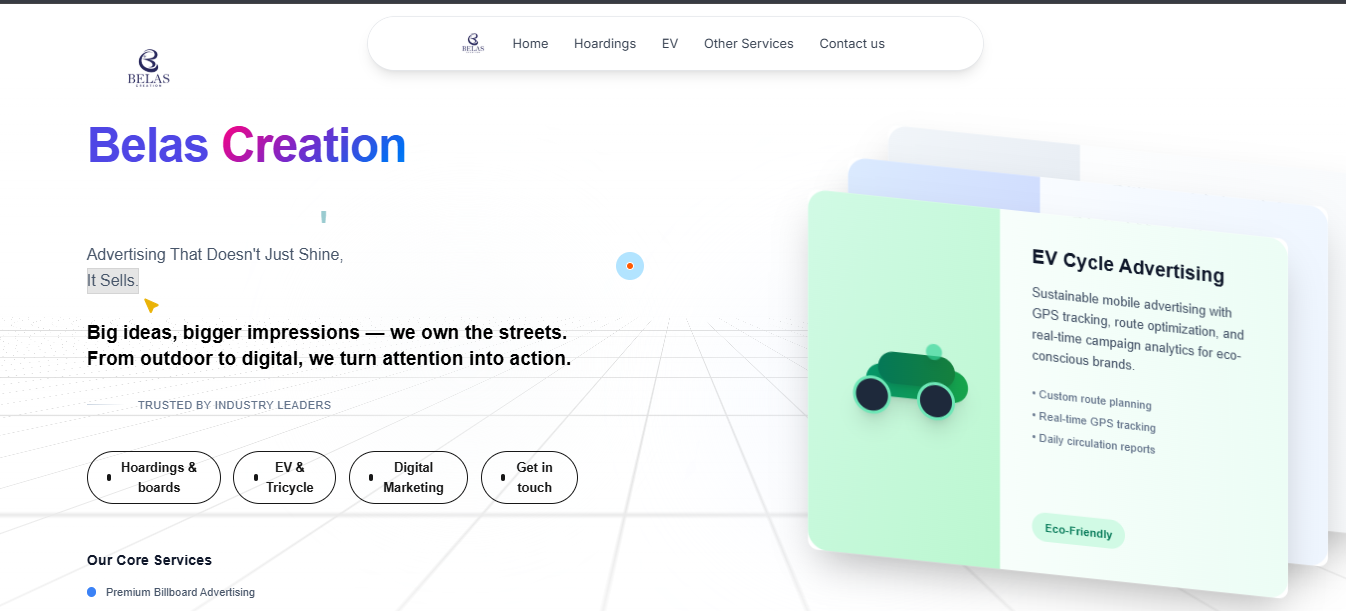 BELAS
CREATION
Home
Hoardings
EV
Other Services
Contact us
BELAS
Belas Creation
Advertising That Doesn't Just Shine,
It Sells.
Big ideas, bigger impressions — we own the streets.
From outdoor to digital, we turn attention into action.
TRUSTED BY INDUSTRY LEADERS
Hoardings &
boards
EV &
Tricycle
Digital
Marketing
Get in
touch
Our Core Services
Premium Billboard Advertising
EV Cycle Advertising
Sustainable mobile advertising with
GPS tracking, route optimization, and
real-time campaign analytics for eco-
conscious brands.
• Custom route planning
• Real-time GPS tracking
• Daily circulation reports
Eco-Friendly